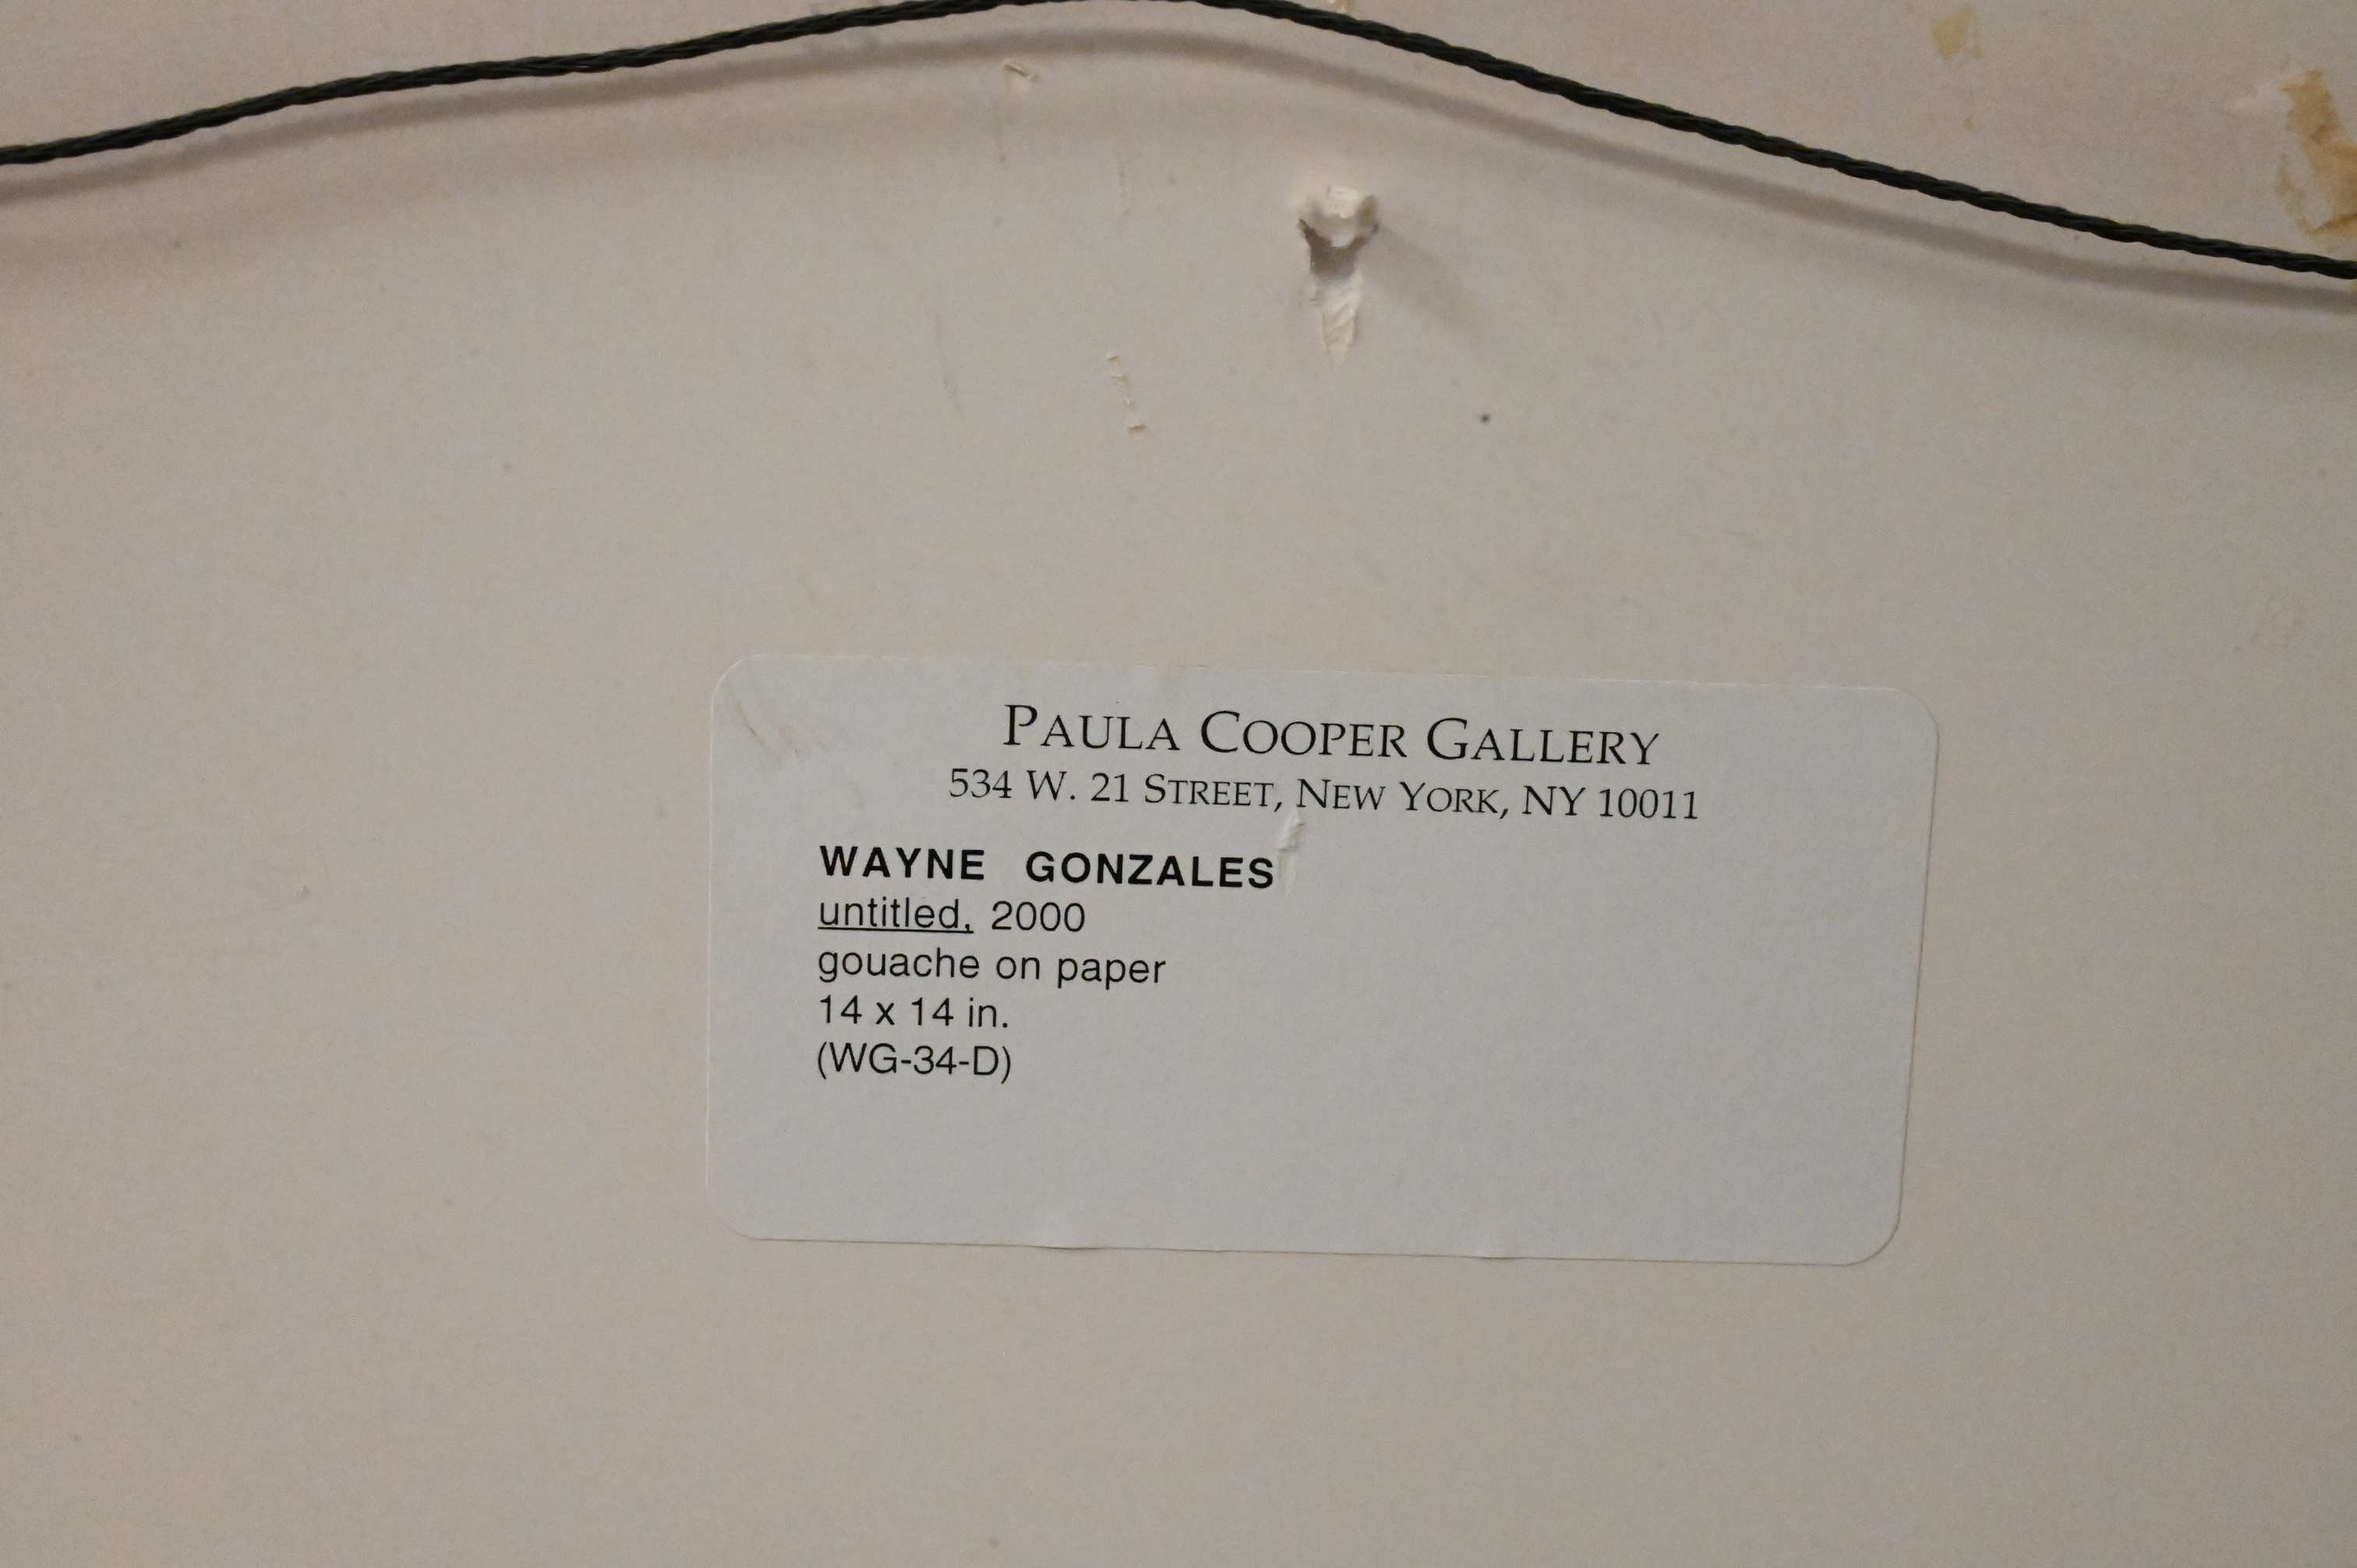 PAULA COOPER GALLERY
534 W. 21 STREET, NEW YORK, NY 10011
WAYNE GONZALES
untitled, 2000
gouache on paper
14 x 14 in.
(WG-34-D)